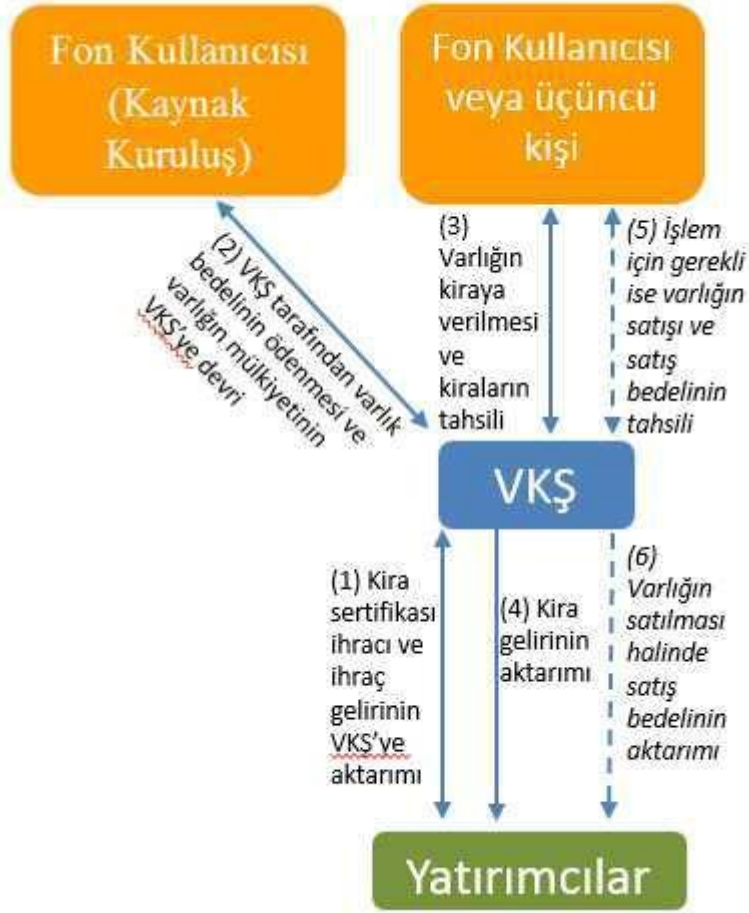 Fon Kullanıcısı
(Kaynak
Kuruluş)
Fon Kullanıcısı
veya üçüncü
kişi
(2) VKŞ tarafından varlık
bedelinin ödenmesi ve
varlığın mülkiyetinin
VKŞ'ye devri
(3)
Varlığın
kiraya
verilmesi
ve
kiraların
tahsili
(5) İşlem
için gerekli
ise varlığın
satışı ve
satış
bedelinin
tahsili
VKŞ
(1) Kira
sertifikası
ihracı ve
ihraç
gelirinin
VKŞ'ye
aktarımı
(4) Kira
gelirinin
aktarımı
(6)
Varlığın
satılması
halinde
satış
bedelinin
aktarımı
Yatırımcılar